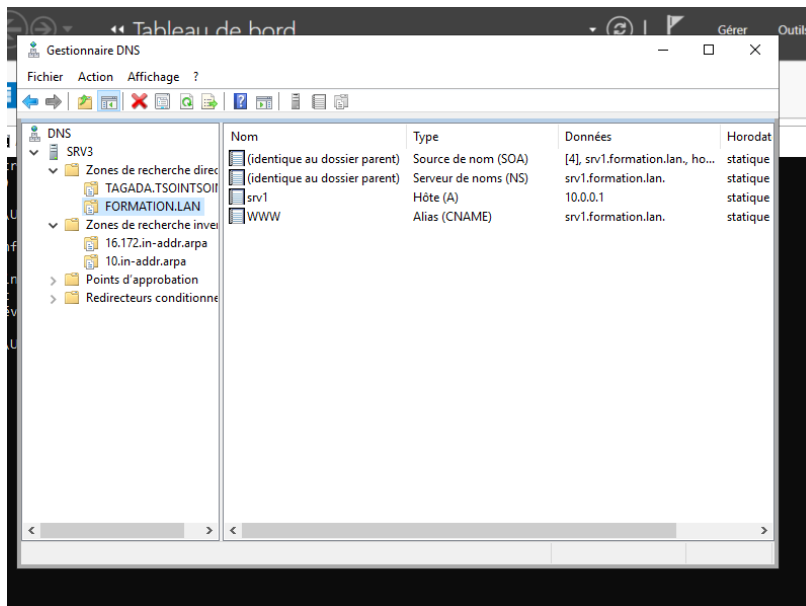 Tableau de bord
Gérer
Outils
Gestionnaire DNS
Fichier Action Affichage ?
DNS
SRV3
Zones de recherche direc
TAGADA.TSOINTSOIN
FORMATION.LAN
Zones de recherche inver
16.172.in-addr.arpa
10.in-addr.arpa
Points d'approbation
Redirecteurs conditionne
Nom Type Données Horodat
(identique au dossier parent) Source de nom (SOA) [4], srv1.formation.lan., ho... statique
(identique au dossier parent) Serveur de noms (NS) srv1.formation.lan. statique
srv1 Hôte (A) 10.0.0.1 statique
WWW Alias (CNAME) srv1.formation.lan. statique